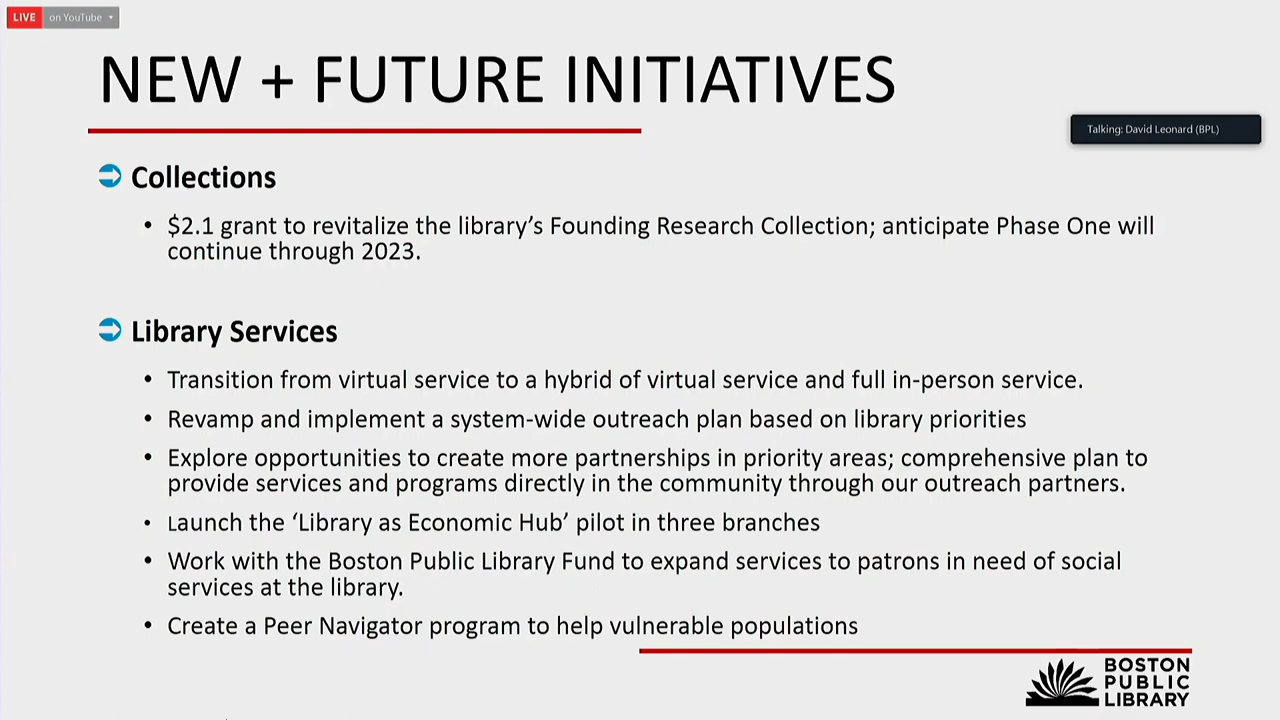 LIVE on YouTube
NEW + FUTURE INITIATIVES
Talking: David Leonard (BPL)
Collections
• $2.1 grant to revitalize the library’s Founding Research Collection; anticipate Phase One will
continue through 2023.
Library Services
• Transition from virtual service to a hybrid of virtual service and full in-person service.
• Revamp and implement a system-wide outreach plan based on library priorities
• Explore opportunities to create more partnerships in priority areas; comprehensive plan to
provide services and programs directly in the community through our outreach partners.
• Launch the ‘Library as Economic Hub’ pilot in three branches
• Work with the Boston Public Library Fund to expand services to patrons in need of social
services at the library.
• Create a Peer Navigator program to help vulnerable populations
BOSTON
PUBLIC
LIBRARY